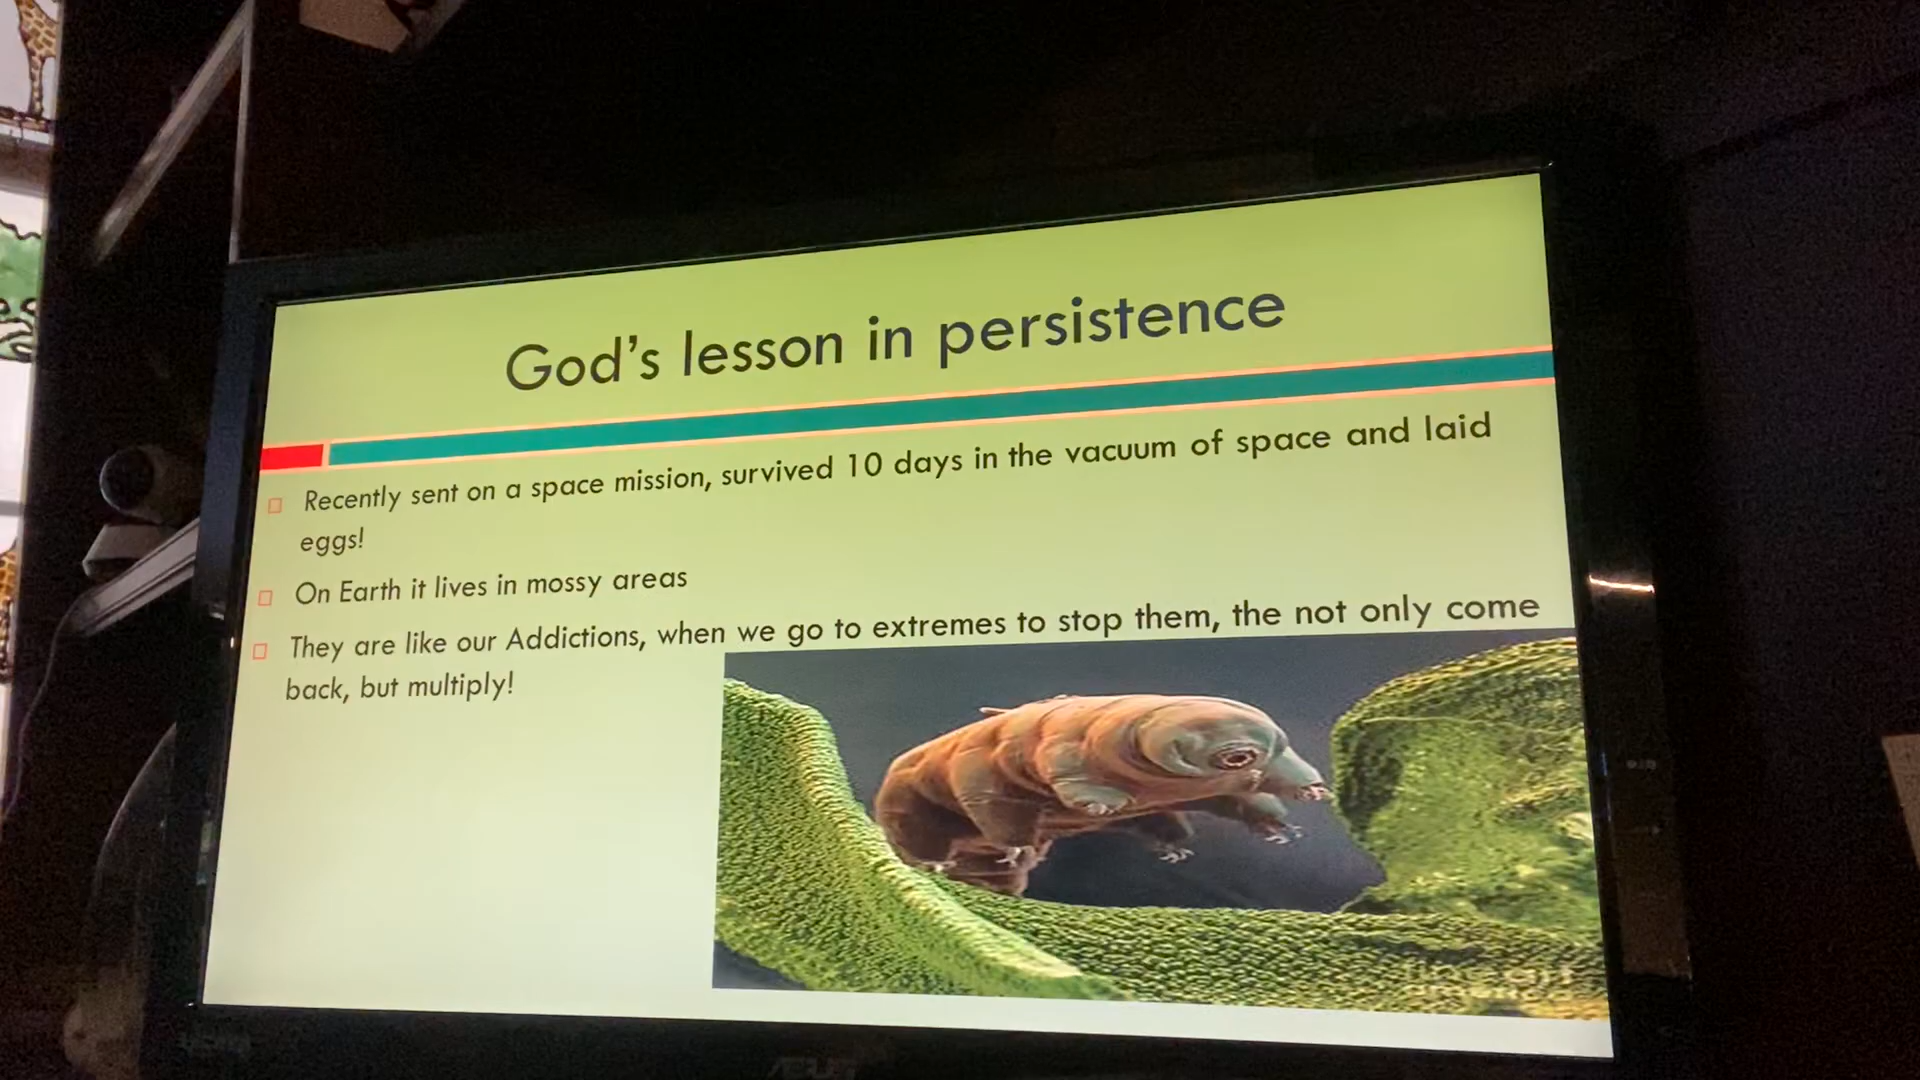 God's lesson in persistence
Recently sent on a space mission, survived 10 days in the vacuum of space and laid
eggs!
On Earth it lives in mossy areas
They are like our Addictions, when we go to extremes to stop them, the not only come
back, but multiply!
ASUS